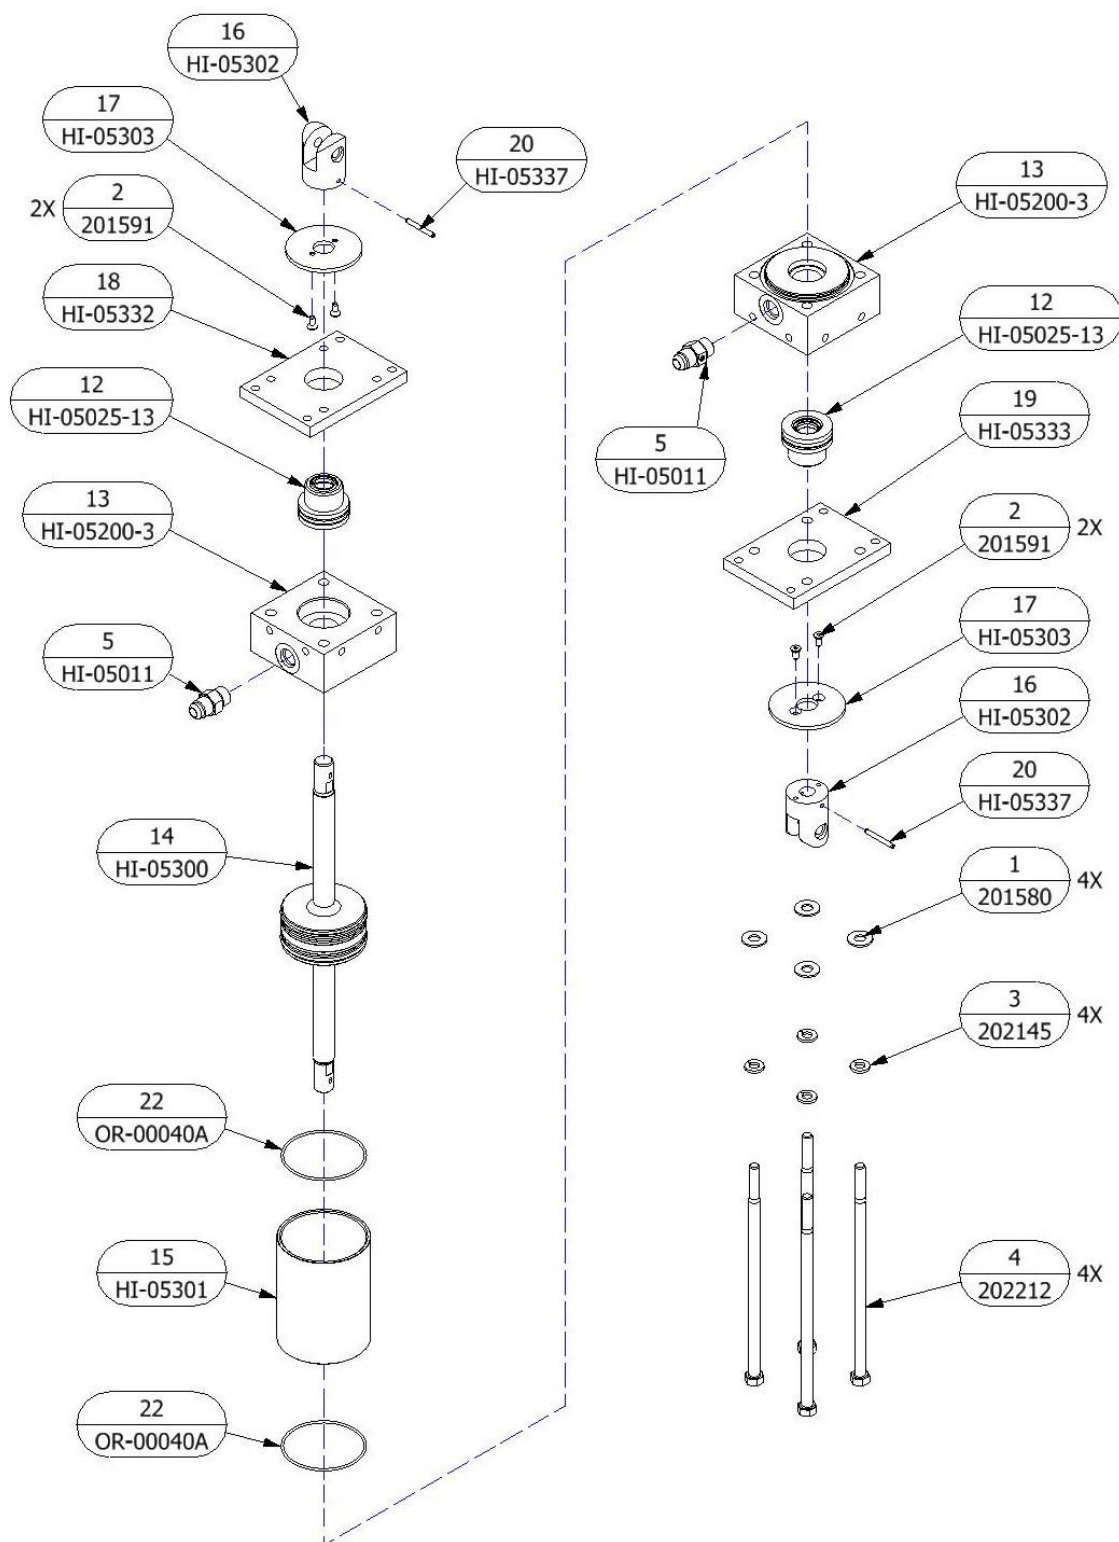 16
HI-05302
17
HI-05303
20
HI-05337
2X
2
201591
18
HI-05332
12
HI-05025-13
13
HI-05200-3
5
HI-05011
14
HI-05300
22
OR-00040A
15
HI-05301
22
OR-00040A
13
HI-05200-3
12
HI-05025-13
5
HI-05011
19
HI-05333
2
201591
2X
17
HI-05303
16
HI-05302
20
HI-05337
1
201580
4X
3
202145
4X
4
202212
4X